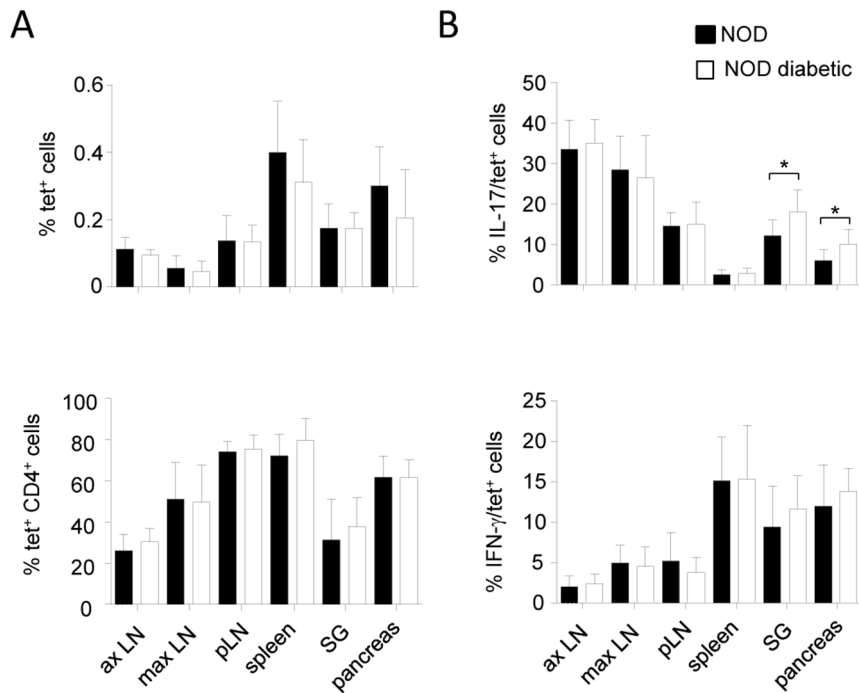 A
B
NOD
NOD diabetic
% tet⁺ cells
0.6
0.4
0.2
0
% IL-17/tet⁺ cells
50
40
30
20
10
0
*
*
% tet⁺ CD4⁺ cells
100
80
60
40
20
0
ax LN
max LN
pLN
spleen
SG
pancreas
% IFN-γ/tet⁺ cells
25
20
15
10
5
0
ax LN
max LN
pLN
spleen
SG
pancreas